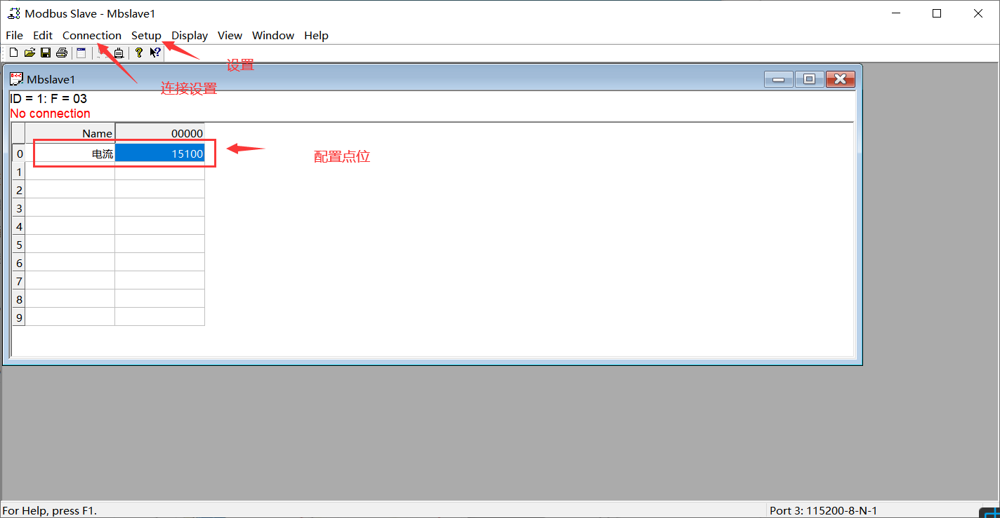 Modbus Slave - Mbslave1
File Edit Connection Setup Display View Window Help
设置
连接设置
Mbslave1
ID = 1: F = 03
No connection
Name 00000
0 电流 15100
配置点位
1
2
3
4
5
6
7
8
9
For Help, press F1.
Port 3: 115200-8-N-1